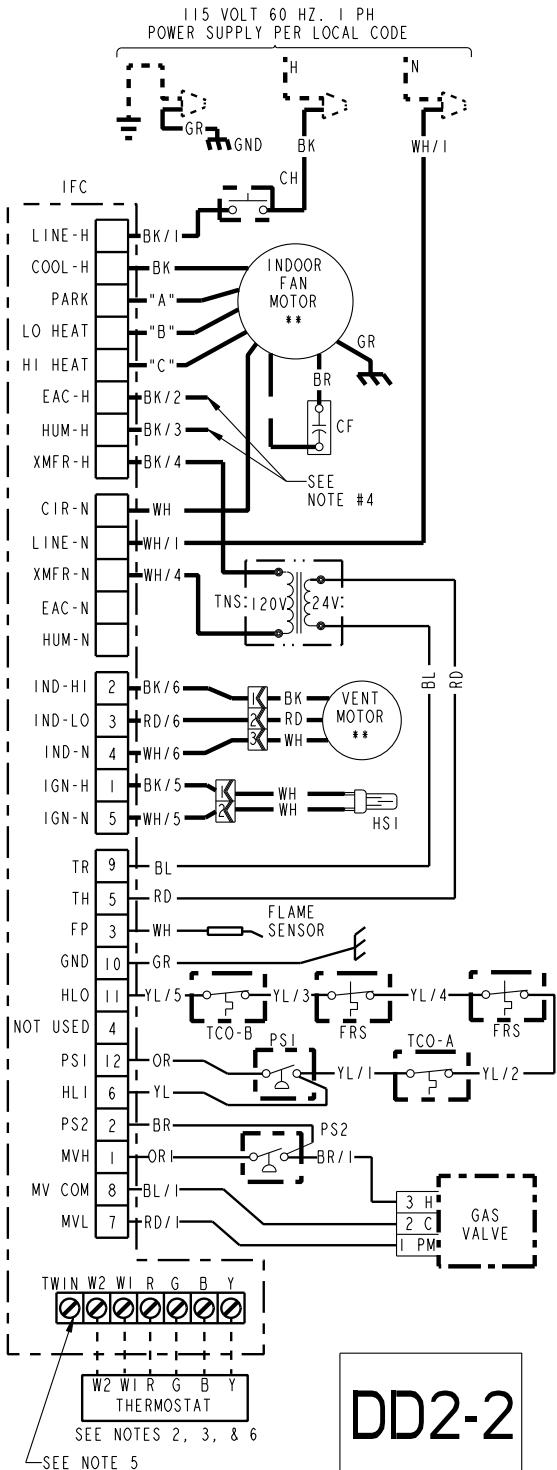 115 VOLT 60 HZ. 1 PH
POWER SUPPLY PER LOCAL CODE
H
N
GR
GND
BK
WH/1
CH
IFC
LINE-H
BK/1
COOL-H
BK
PARK
"A"
LO HEAT
"B"
HI HEAT
"C"
INDOOR
FAN
MOTOR
**
GR
BR
CF
EAC-H
BK/2
HUM-H
BK/3
SEE
NOTE #4
XMFR-H
BK/4
CIR-N
WH
LINE-N
WH/1
XMFR-N
WH/4
EAC-N
HUM-N
TNS:
120V
24V
BL
RD
IND-HI 2 BK/6 1 BK
IND-LO 3 RD/6 2 RD
IND-N 4 WH/6 3 WH
VENT
MOTOR
**
IGN-H 1 BK/5 1 WH
IGN-N 5 WH/5 2 WH
HSI
TR 9 BL
TH 5 RD
FP 3 WH
FLAME
SENSOR
GND 10 GR
HLO 11 YL/5 YL/3 YL/4
TCO-B
FRS
FRS
NOT USED 4
PS1
TCO-A
PS1 12 OR YL/1 YL/2
HLI 6 YL
PS2 2 BR
PS2
MVH 1 OR1 BR/1
MV COM 8 BL/1
MVL 7 RD/1
3 H
2 C
1 PM
GAS
VALVE
TWIN W2 W1 R G B Y
W2 W1 R G B Y
THERMOSTAT
SEE NOTES 2, 3, & 6
SEE NOTE 5
DD2-2